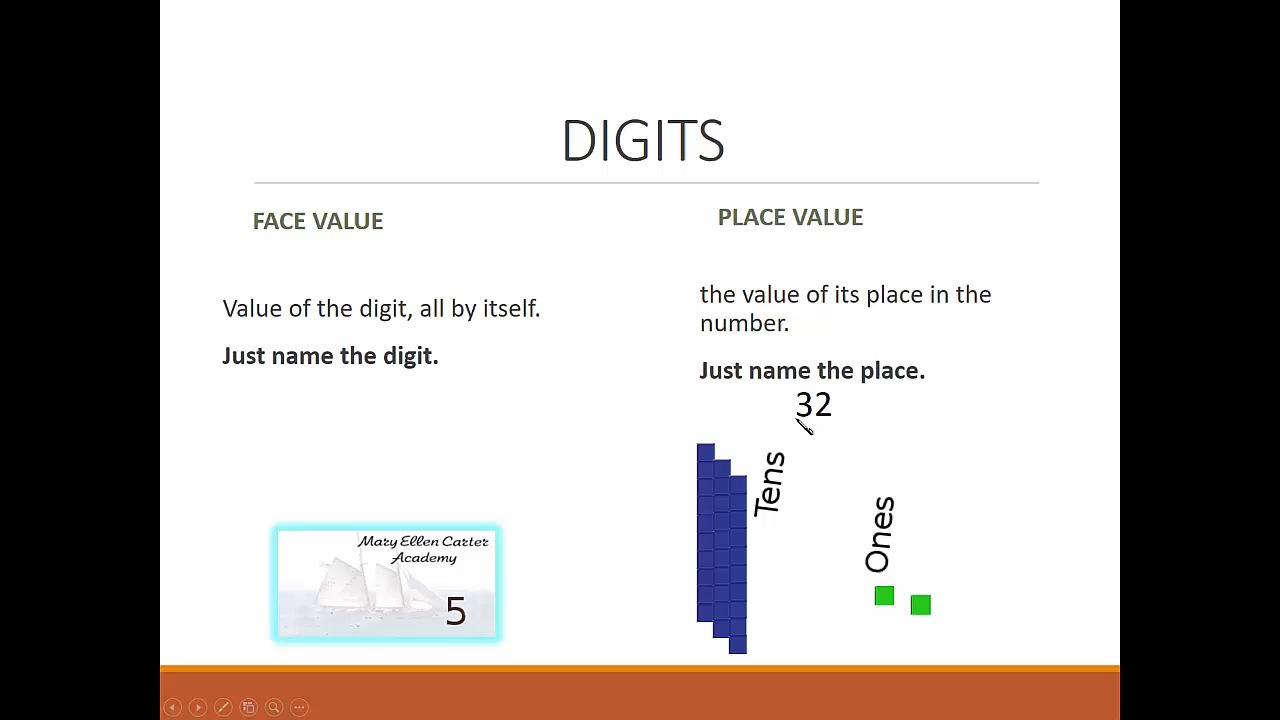 DIGITS
FACE VALUE
Value of the digit, all by itself.
Just name the digit.
Mary Ellen Carter
Academy
5
PLACE VALUE
the value of its place in the
number.
Just name the place.
32
Tens
Ones